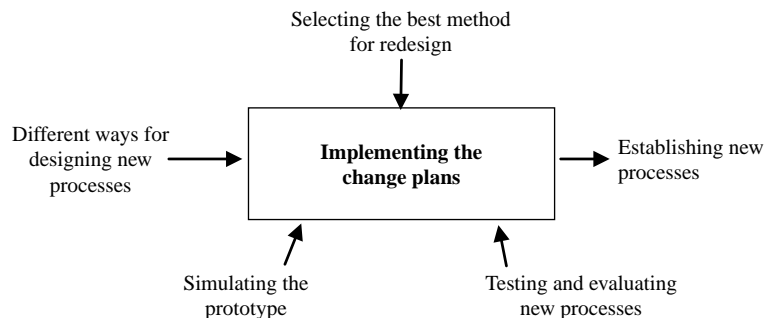 Selecting the best method
for redesign
Different ways for
designing new
processes
Implementing the
change plans
Establishing new
processes
Simulating the
prototype
Testing and evaluating
new processes